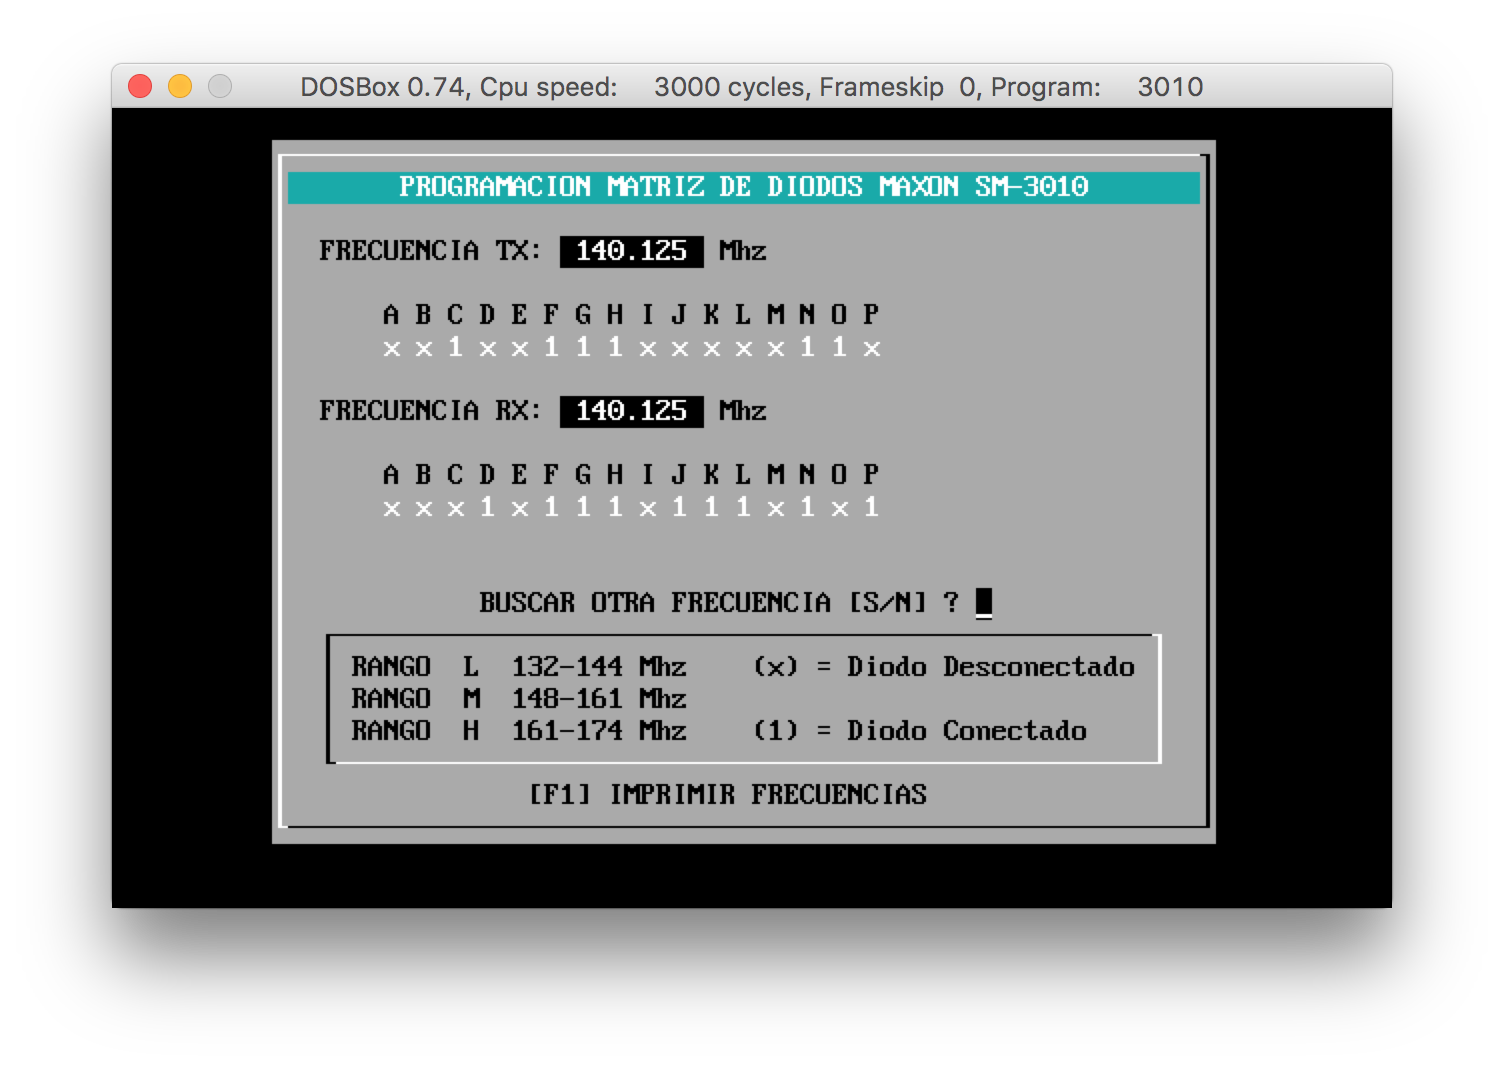 DOSBox 0.74, Cpu speed: 3000 cycles, Frameskip 0, Program: 3010
PROGRAMACION MATRIZ DE DIODOS MAXON SM-3010
FRECUENCIA TX: 140.125 Mhz
A B C D E F G H I J K L M N O P
x x 1 x x 1 1 1 x x x x x 1 1 x
FRECUENCIA RX: 140.125 Mhz
A B C D E F G H I J K L M N O P
x x x 1 x 1 1 1 x 1 1 1 x 1 x 1
BUSCAR OTRA FRECUENCIA [S/N] ?
RANGO L 132-144 Mhz (x) = Diodo Desconectado
RANGO M 148-161 Mhz
RANGO H 161-174 Mhz (1) = Diodo Conectado
[F1] IMPRIMIR FRECUENCIAS